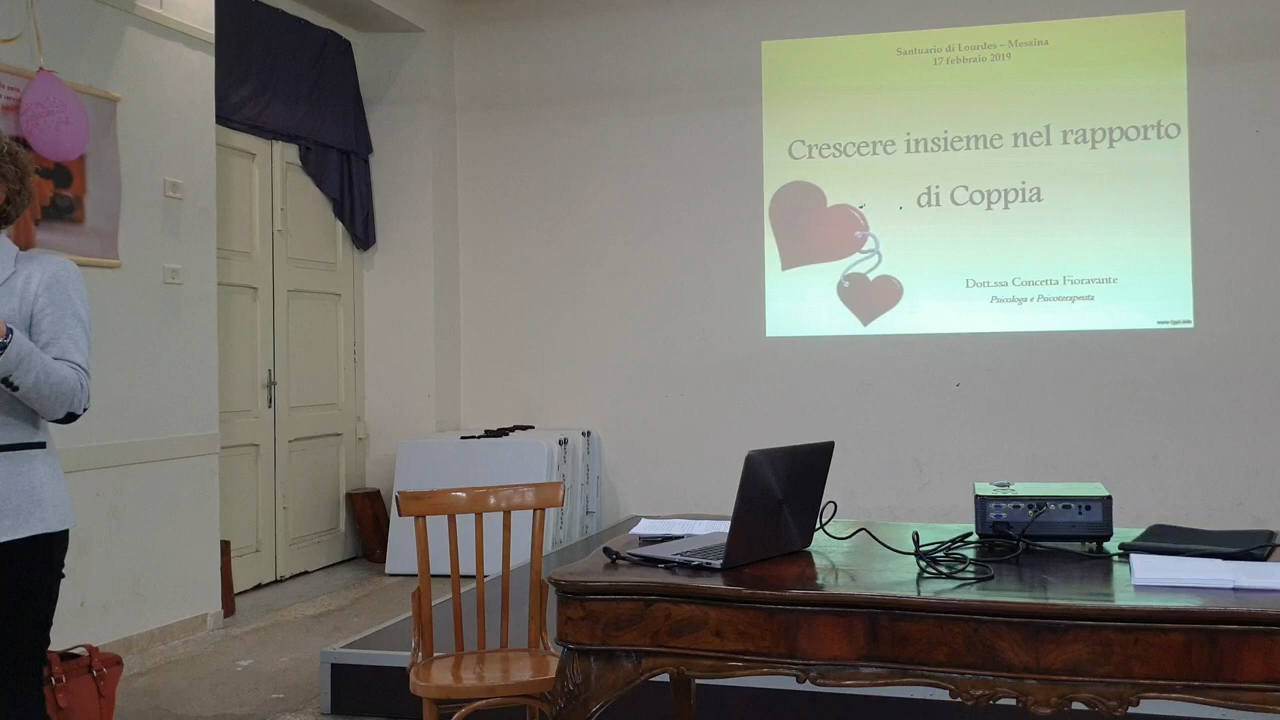 Santuario di Lourdes – Messina
17 febbraio 2019
Crescere insieme nel rapporto
di Coppia
Dott.ssa Concetta Fioravante
Psicologa e Psicoterapeuta